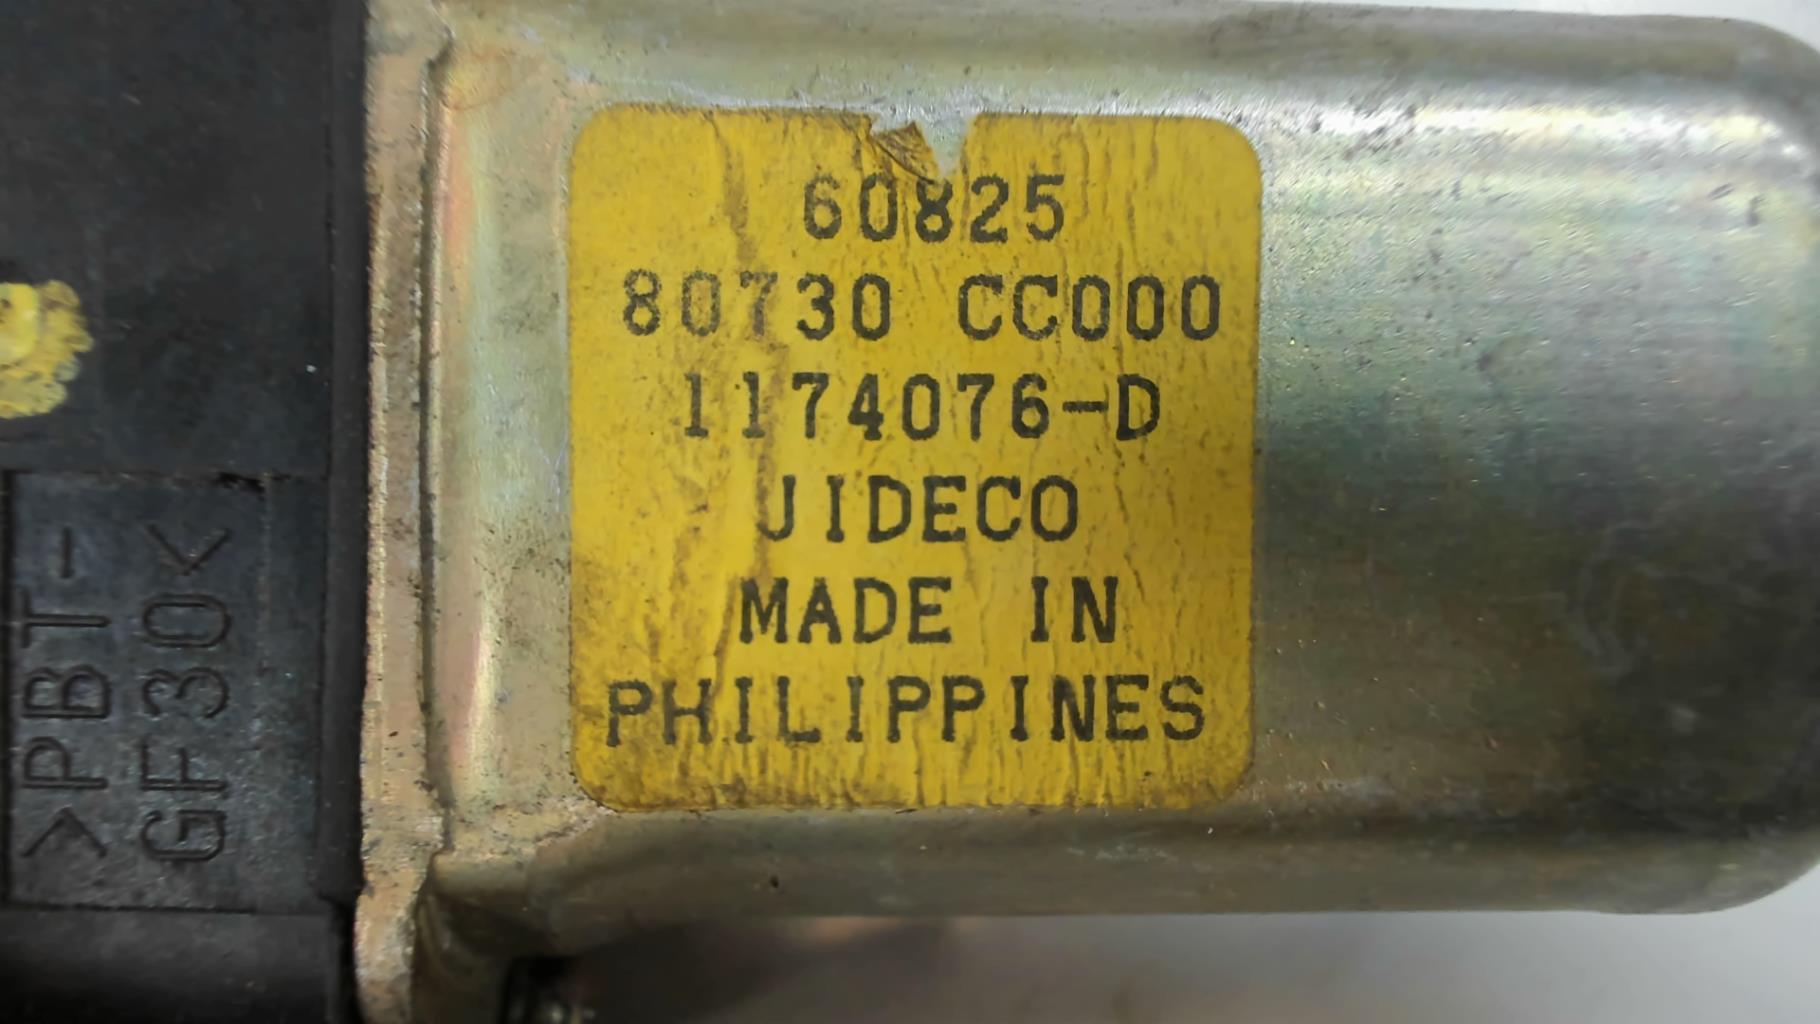 60825
80730 CC000
1174076-D
JIDECO
MADE IN
PHILIPPINES
>PBT-
GF30<